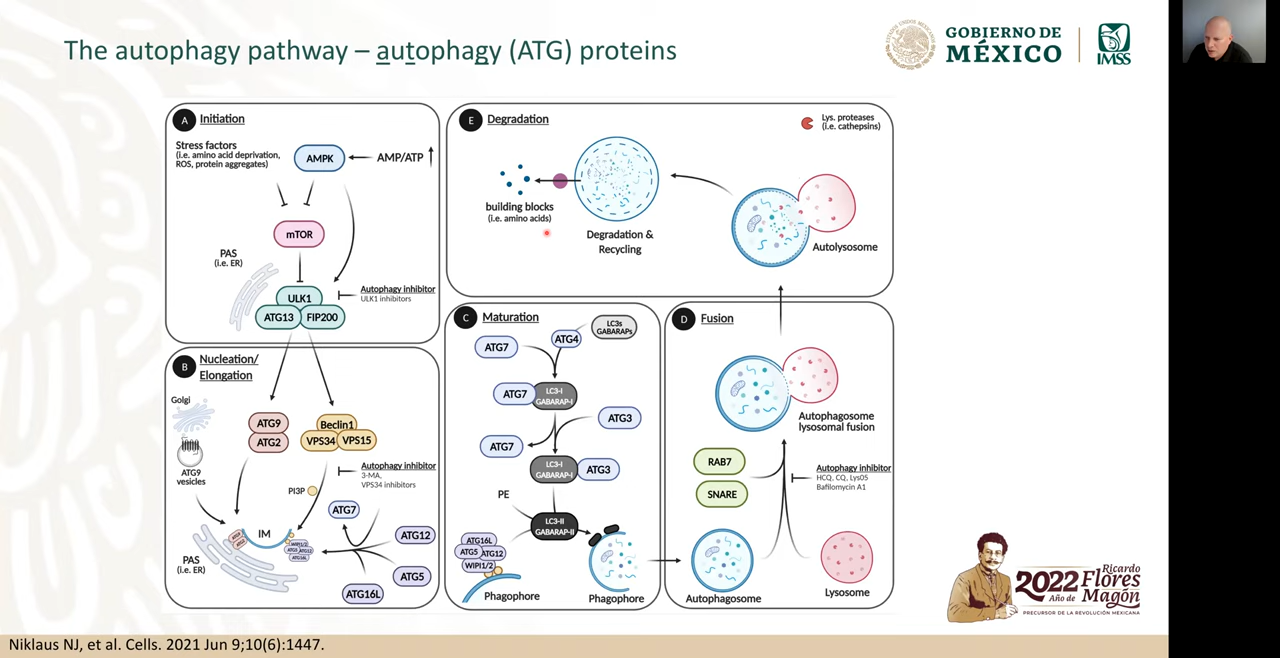 The autophagy pathway – autophagy (ATG) proteins
GOBIERNO DE
MÉXICO
IMSS
A
Initiation
Stress factors
(i.e. amino acid deprivation,
ROS, protein aggregates)
AMPK
AMP/ATP
mTOR
PAS
(i.e. ER)
Autophagy inhibitor
ULK1 inhibitors
ULK1
ATG13
FIP200
B
Nucleation/
Elongation
Golgi
ATG9
vesicles
ATG9
ATG2
Beclin1
VPS34
VPS15
Autophagy inhibitor
3-MA,
VPS34 inhibitors
PI3P
ATG7
IM
ATG12
ATG5
ATG16L
PAS
(i.e. ER)
WIPI1/2
ATG5
ATG12
ATG16L
C
Maturation
LC3s
GABARAPs
ATG7
ATG4
ATG7
LC3-I
GABARAP-I
ATG3
ATG7
LC3-I
GABARAP-I
ATG3
PE
LC3-II
GABARAP-II
ATG16L
ATG5
ATG12
WIPI1/2
Phagophore
Phagophore
D
Fusion
Autophagosome
lysosomal fusion
RAB7
SNARE
Autophagy inhibitor
HCQ, CQ, Lys05
Bafilomycin A1
Autophagosome
Lysosome
E
Degradation
Lys. proteases
(i.e. cathepsins)
building blocks
(i.e. amino acids)
Degradation &
Recycling
Autolysosome
2022
Año de
Ricardo
Flores
Magón
PRECURSOR DE LA REVOLUCIÓN MEXICANA
Niklaus NJ, et al. Cells. 2021 Jun 9;10(6):1447.